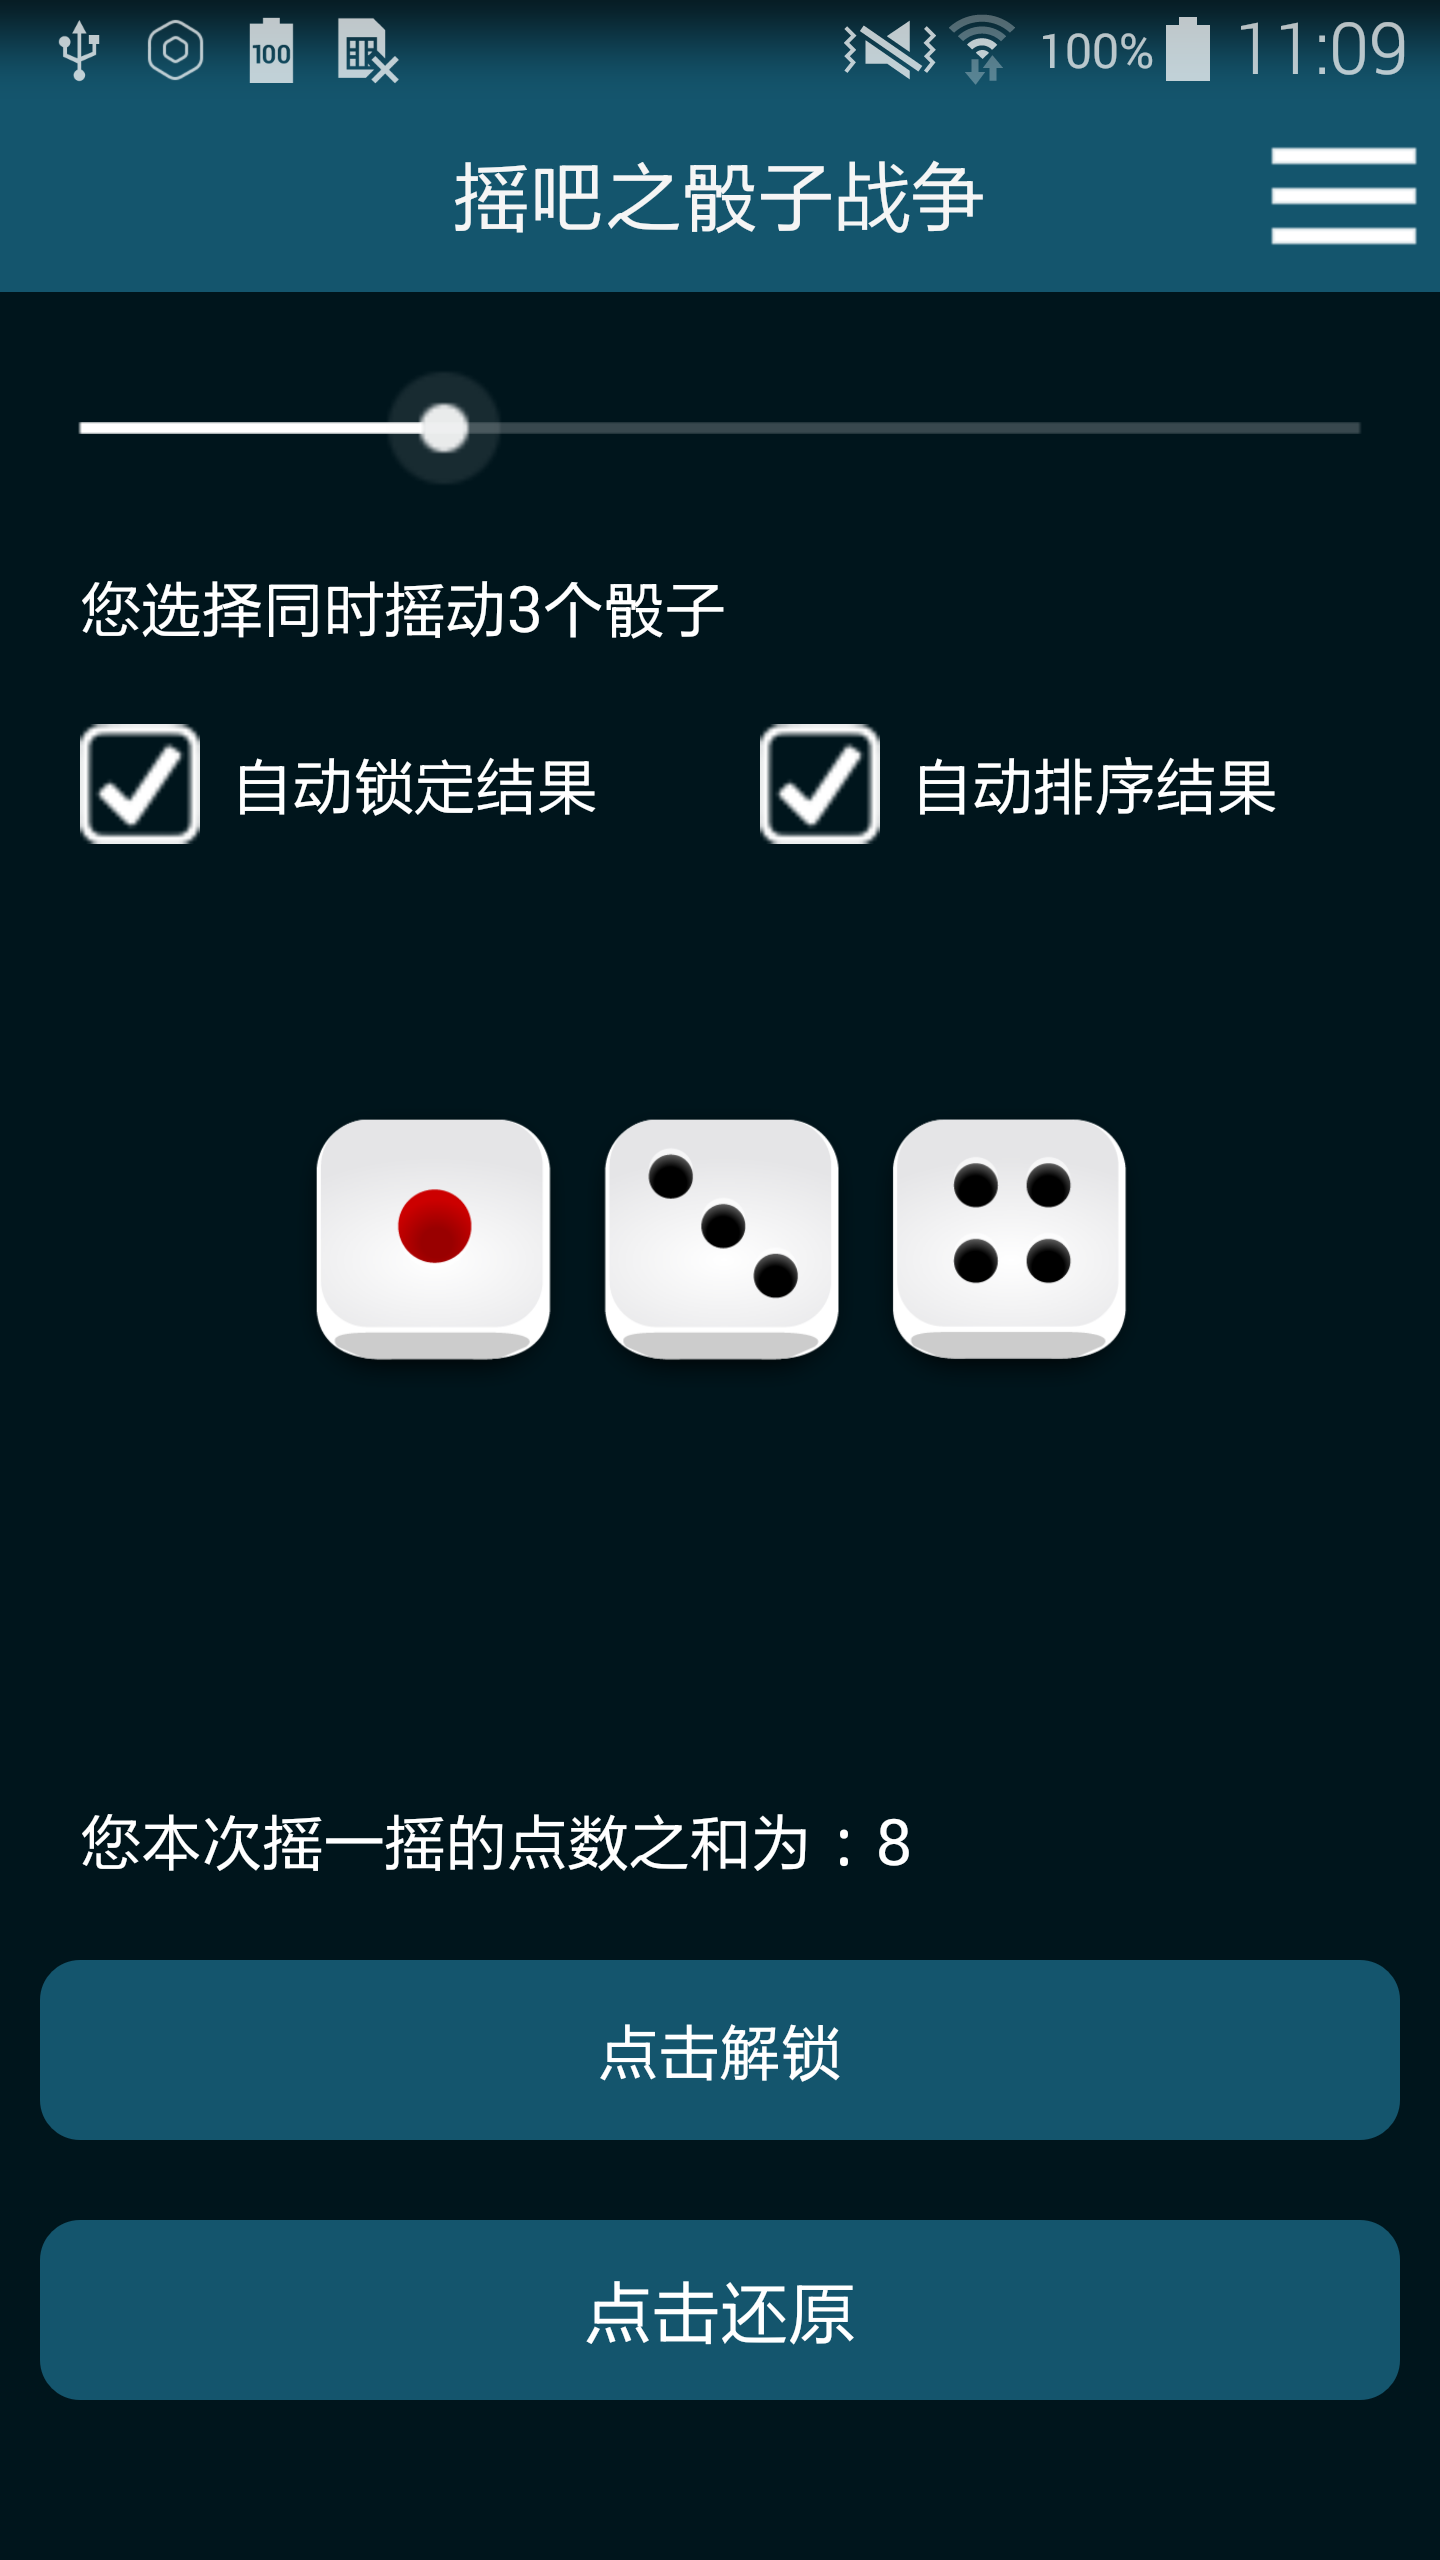 100
100%
11:09
摇吧之骰子战争
您选择同时摇动3个骰子
自动锁定结果
自动排序结果
您本次摇一摇的点数之和为：8
点击解锁
点击还原